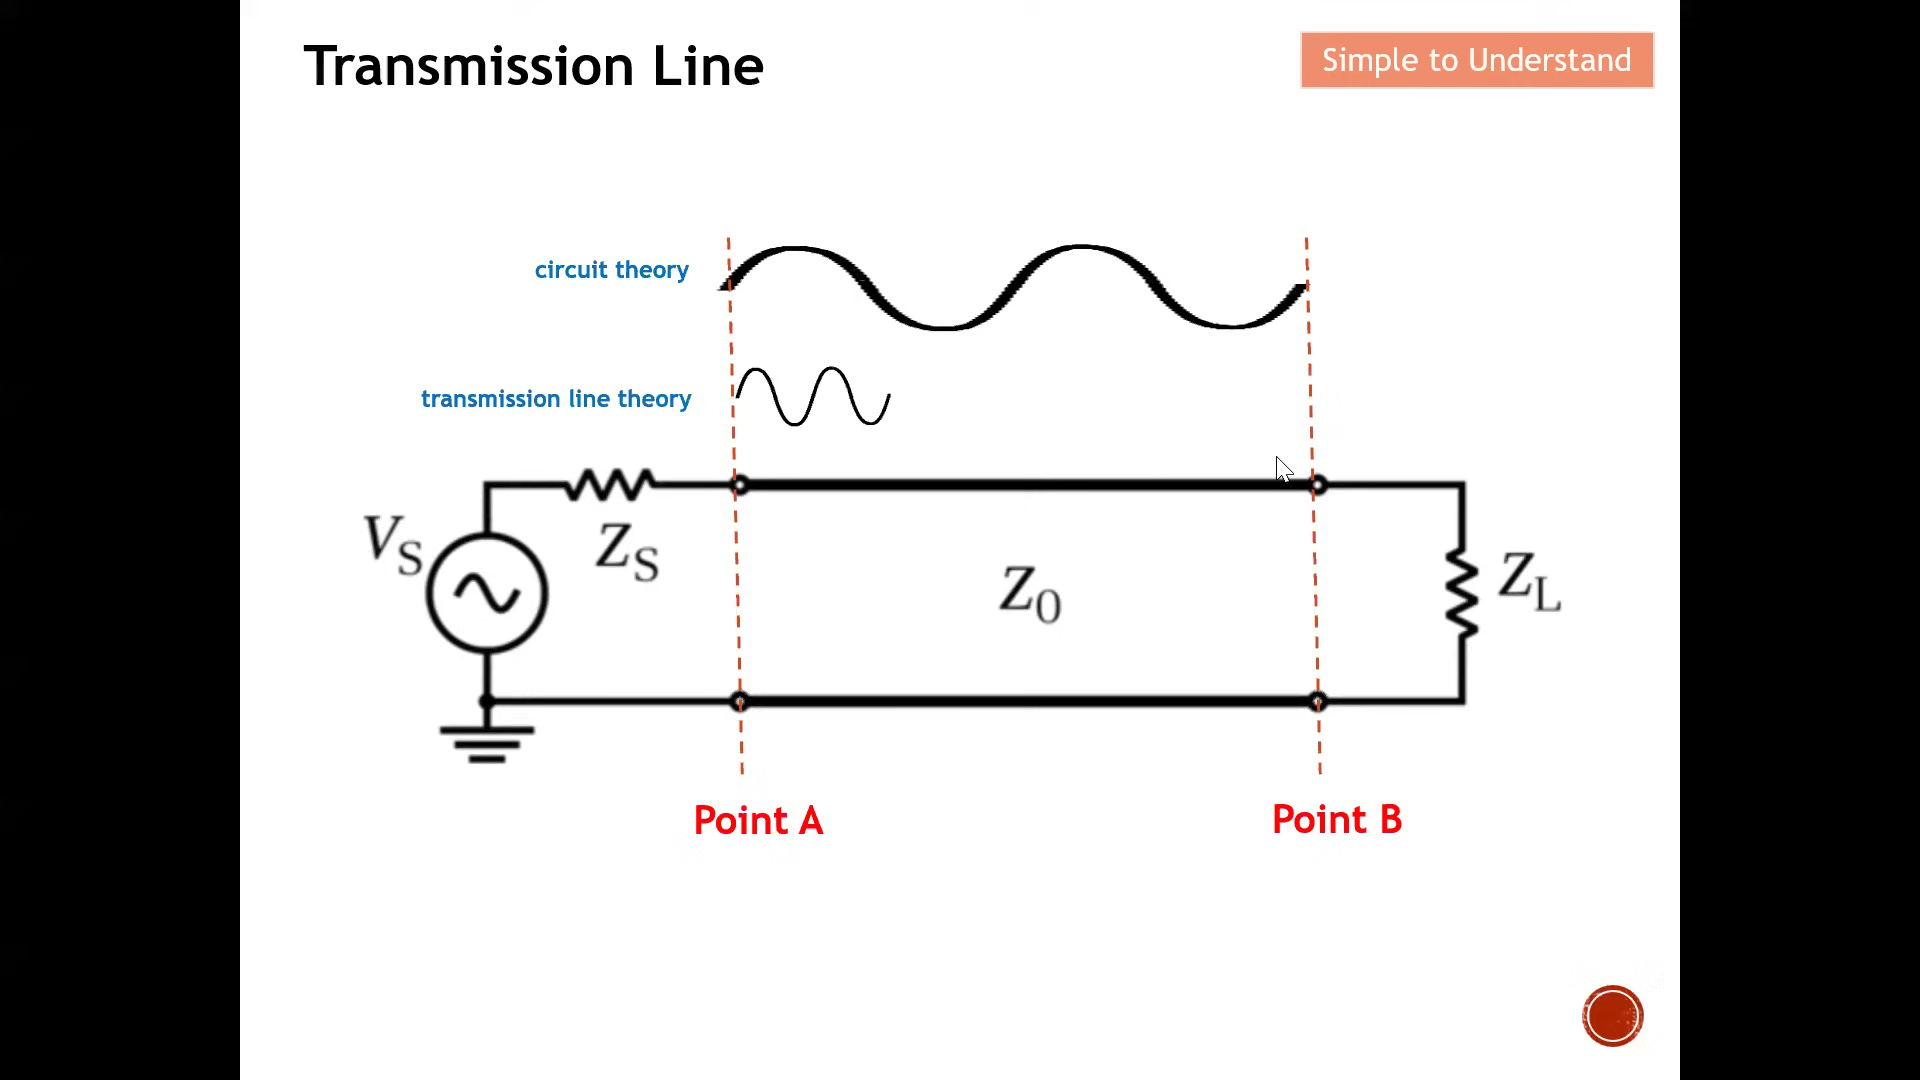 Transmission Line
Simple to Understand
circuit theory
transmission line theory
VS
ZS
Z0
ZL
Point A
Point B